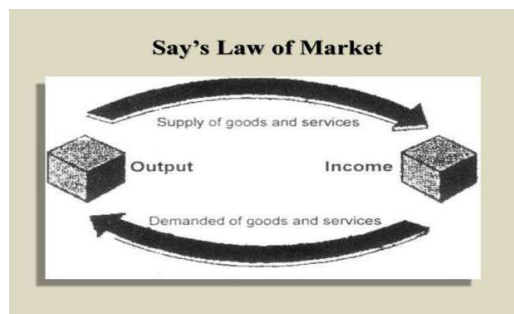 Say's Law of Market
Supply of goods and services
Output
Income
Demanded of goods and services